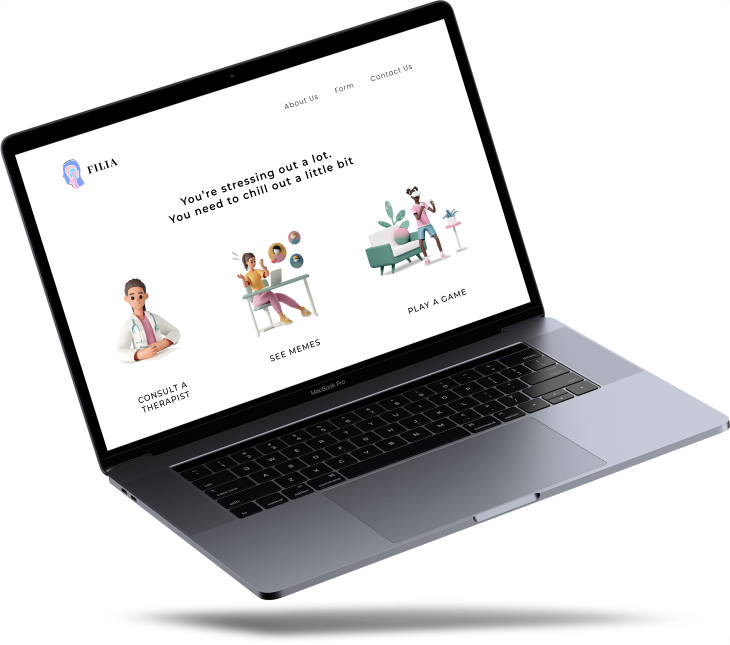 About Us
Form
Contact Us
FILIA
You're stressing out a lot.
You need to chill out a little bit
CONSULT A
THERAPIST
SEE MEMES
PLAY A GAME
MacBook Pro